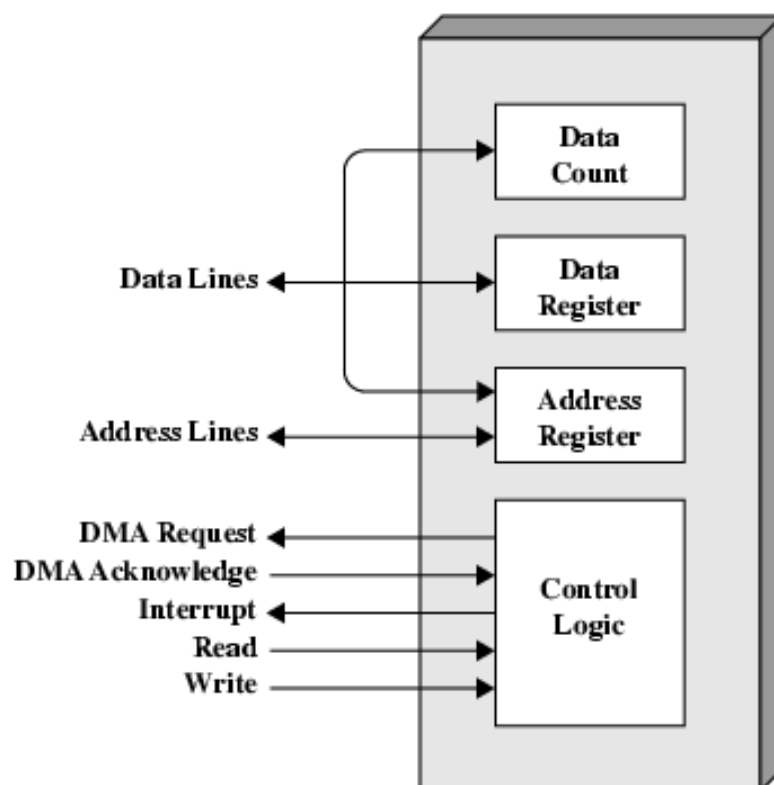 Data
Count
Data Lines
Data
Register
Address Lines
Address
Register
DMA Request
DMA Acknowledge
Interrupt
Read
Write
Control
Logic